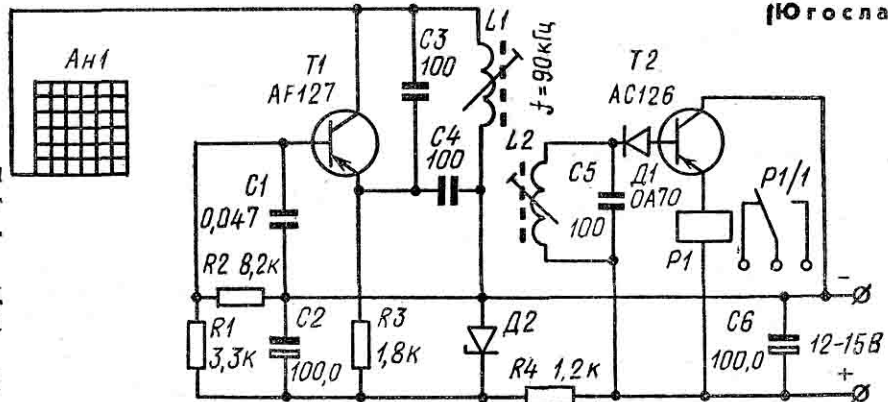 (Югосла
Ан1
T1
AF127
C3
100
L1
f=90кГц
T2
AC126
C4
100
L2
C5
100
Д1
OA70
P1/1
P1
C1
0,047
R2 8,2к
R1
3,3к
C2
100,0
R3
1,8к
Д2
R4 1,2к
C6
100,0
−
12-15В
+